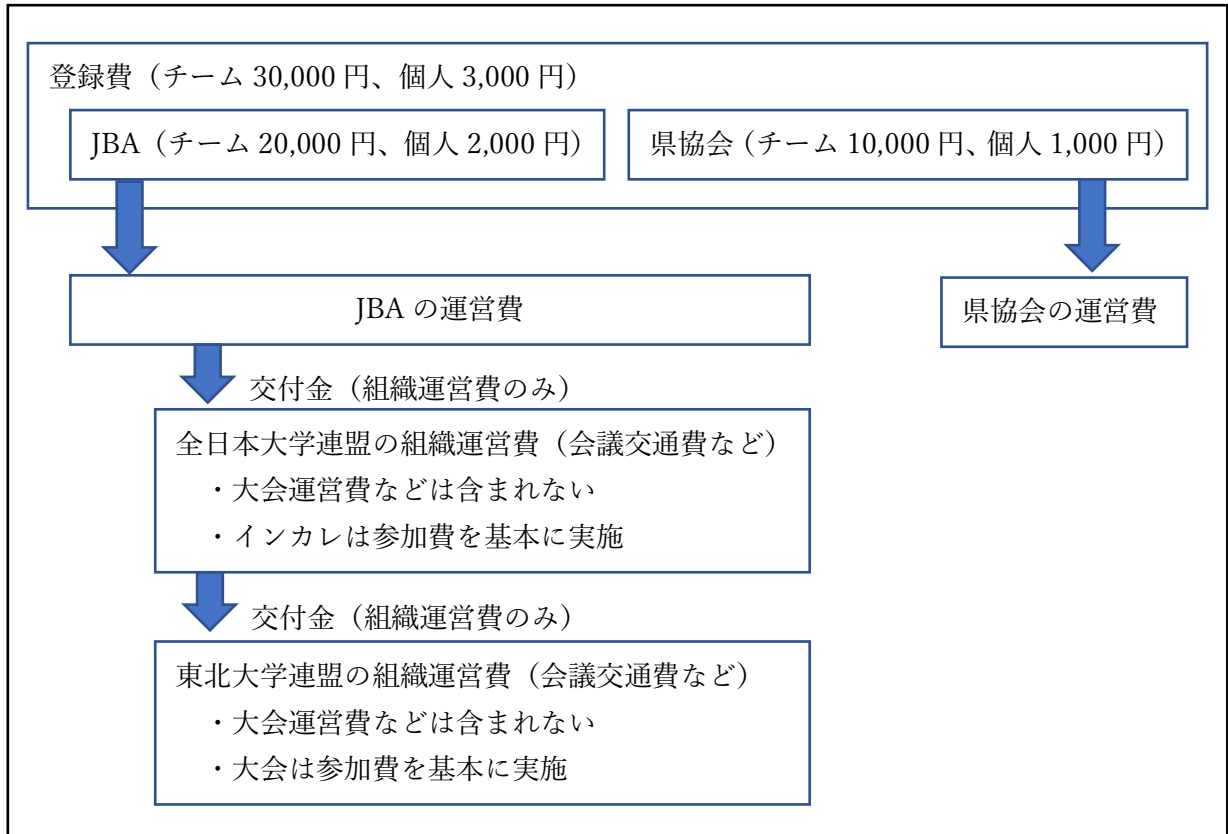 登録費（チーム 30,000 円、個人 3,000 円）
JBA（チーム 20,000 円、個人 2,000 円）
県協会（チーム 10,000 円、個人 1,000 円）
JBA の運営費
県協会の運営費
交付金（組織運営費のみ）
全日本大学連盟の組織運営費（会議交通費など）
・大会運営費などは含まれない
・インカレは参加費を基本に実施
交付金（組織運営費のみ）
東北大学連盟の組織運営費（会議交通費など）
・大会運営費などは含まれない
・大会は参加費を基本に実施